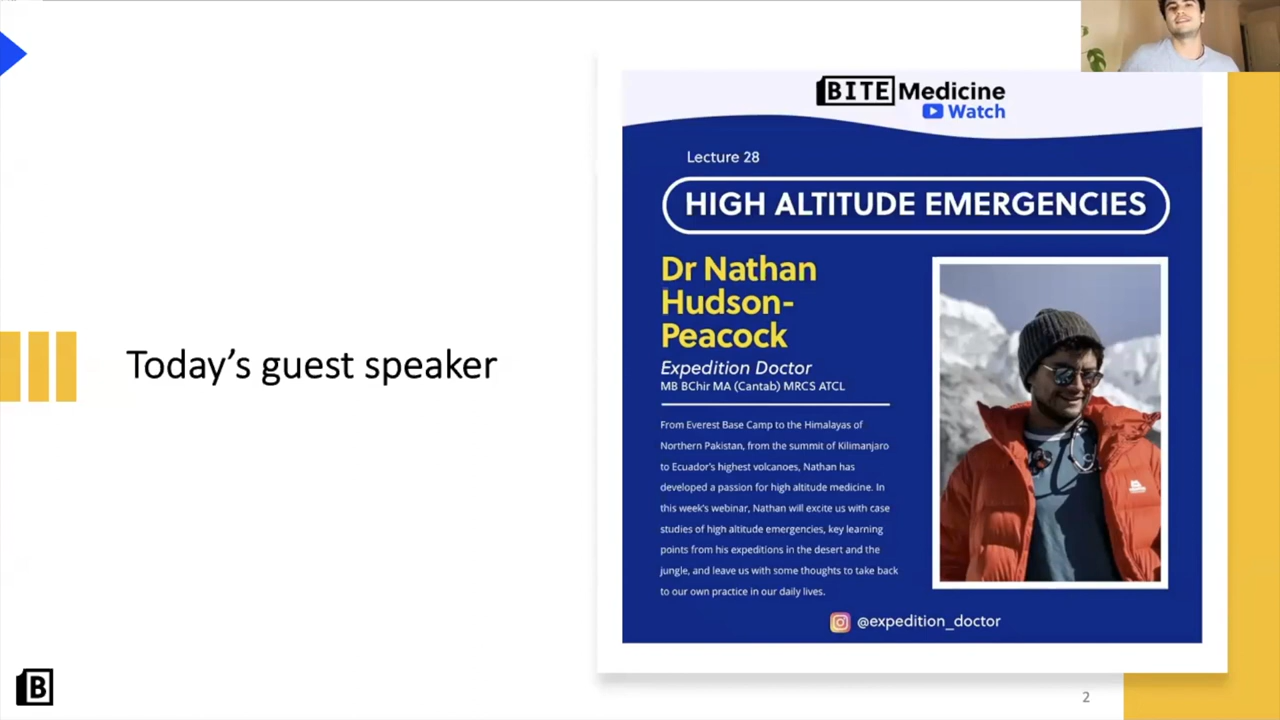 Today's guest speaker
BITE Medicine
Watch
Lecture 28
HIGH ALTITUDE EMERGENCIES
Dr Nathan
Hudson-
Peacock
Expedition Doctor
MB BChir MA (Cantab) MRCS ATCL
From Everest Base Camp to the Himalayas of
Northern Pakistan, from the summit of Kilimanjaro
to Ecuador's highest volcanoes, Nathan has
developed a passion for high altitude medicine. In
this week's webinar, Nathan will excite us with case
studies of high altitude emergencies, key learning
points from his expeditions in the desert and the
jungle, and leave us with some thoughts to take back
to our own practice in our daily lives.
@expedition_doctor
B
2